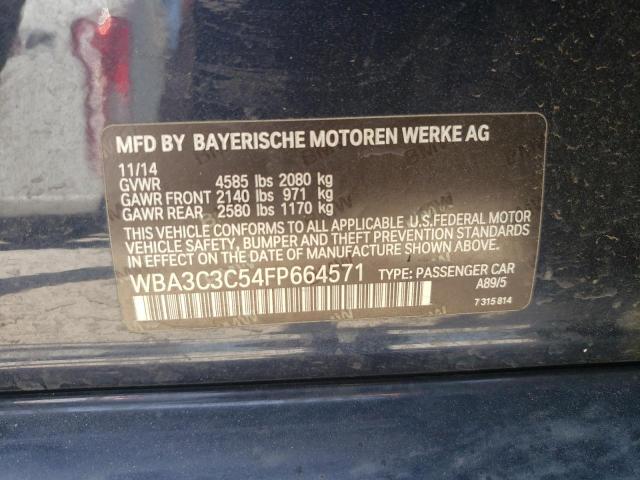 MFD BY BAYERISCHE MOTOREN WERKE AG
11/14
GVWR 4585 lbs 2080 kg
GAWR FRONT 2140 lbs 971 kg
GAWR REAR 2580 lbs 1170 kg
THIS VEHICLE CONFORMS TO ALL APPLICABLE U.S.FEDERAL MOTOR
VEHICLE SAFETY, BUMPER AND THEFT PREVENTION STANDARDS
IN EFFECT ON THE DATE OF MANUFACTURE SHOWN ABOVE.
WBA3C3C54FP664571 TYPE: PASSENGER CAR
A89/5
7 315 814